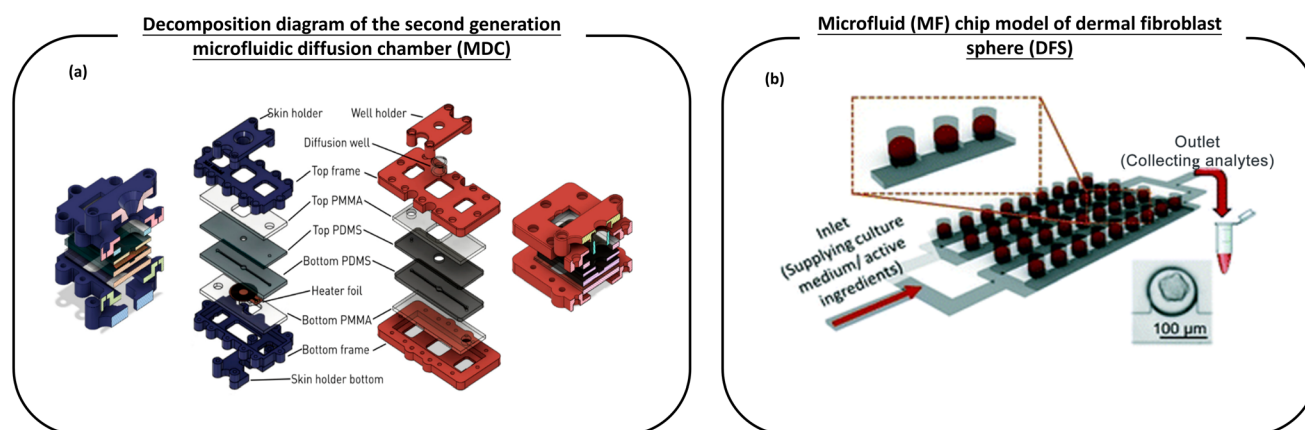 Decomposition diagram of the second generation
microfluidic diffusion chamber (MDC)
(a)
Skin holder
Well holder
Diffusion well
Top frame
Top PMMA
Top PDMS
Bottom PDMS
Heater foil
Bottom PMMA
Bottom frame
Skin holder bottom
Microfluid (MF) chip model of dermal fibroblast
sphere (DFS)
(b)
Outlet
(Collecting analytes)
Inlet
(Supplying culture
medium/ active
ingredients)
100 µm